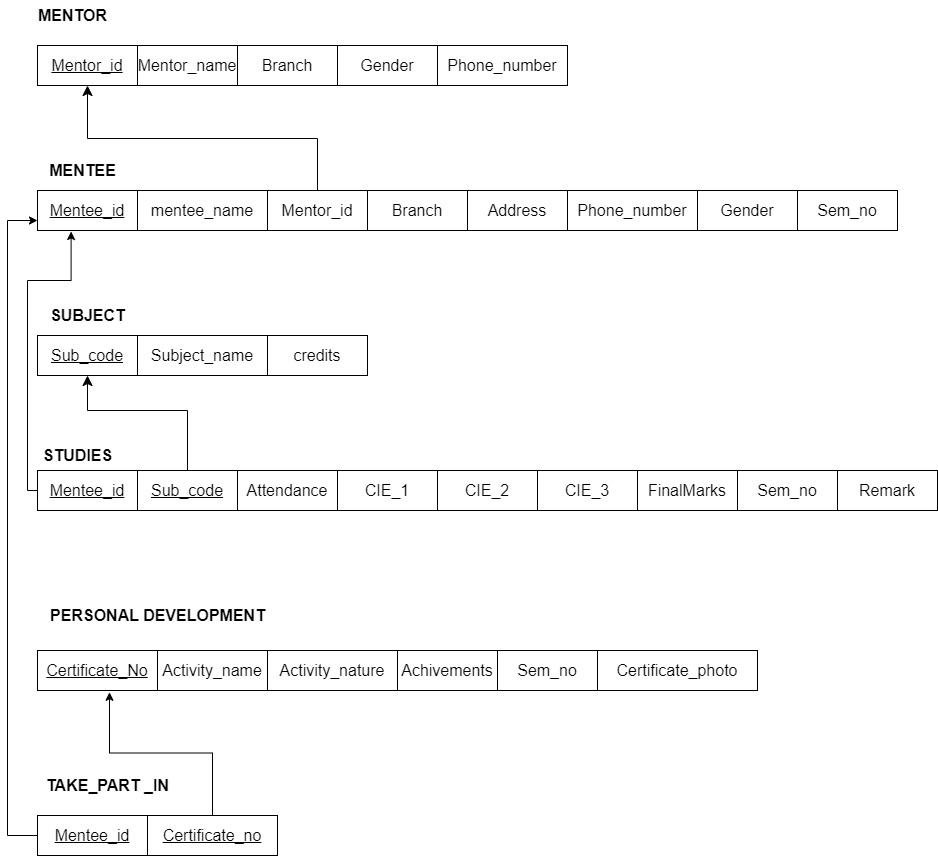 MENTOR
Mentor_id Mentor_name Branch Gender Phone_number
MENTEE
Mentee_id mentee_name Mentor_id Branch Address Phone_number Gender Sem_no
SUBJECT
Sub_code Subject_name credits
STUDIES
Mentee_id Sub_code Attendance CIE_1 CIE_2 CIE_3 FinalMarks Sem_no Remark
PERSONAL DEVELOPMENT
Certificate_No Activity_name Activity_nature Achivements Sem_no Certificate_photo
TAKE_PART _IN
Mentee_id Certificate_no